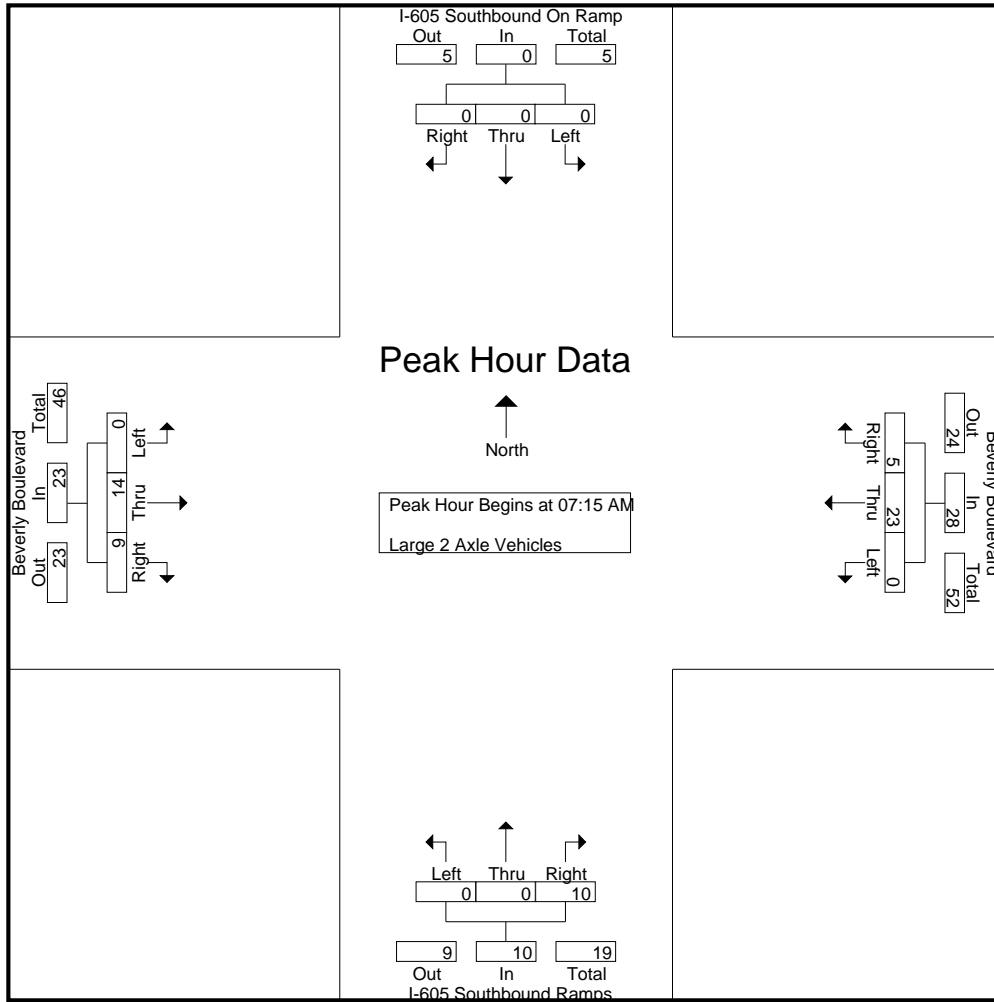 I-605 Southbound On Ramp
Out In Total
5 0 5
0 0 0
Right Thru Left
Peak Hour Data
North
Peak Hour Begins at 07:15 AM
Large 2 Axle Vehicles
Beverly Boulevard
Total In Out
46 23 23
0 14 9
Left Thru Right
Right Thru Left
5 23 0
Out In Total
24 28 52
Beverly Boulevard
Left Thru Right
0 0 10
9 10 19
Out In Total
I-605 Southbound Ramps